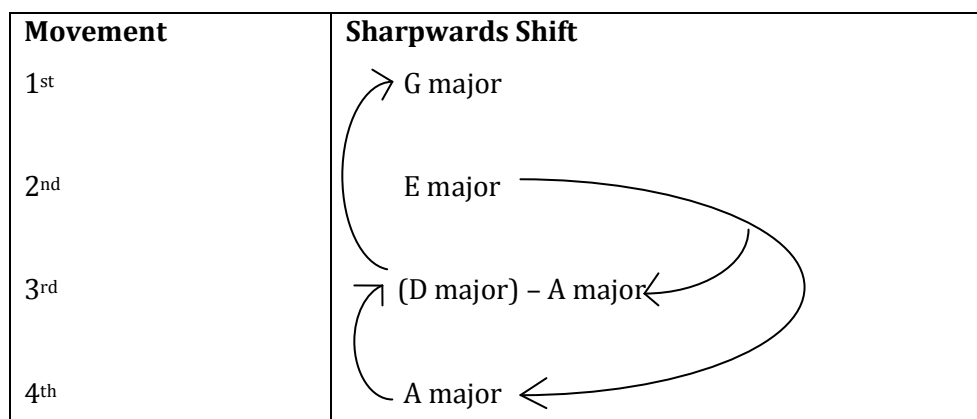 Movement Sharpwards Shift
1st G major
2nd E major
3rd (D major) – A major
4th A major